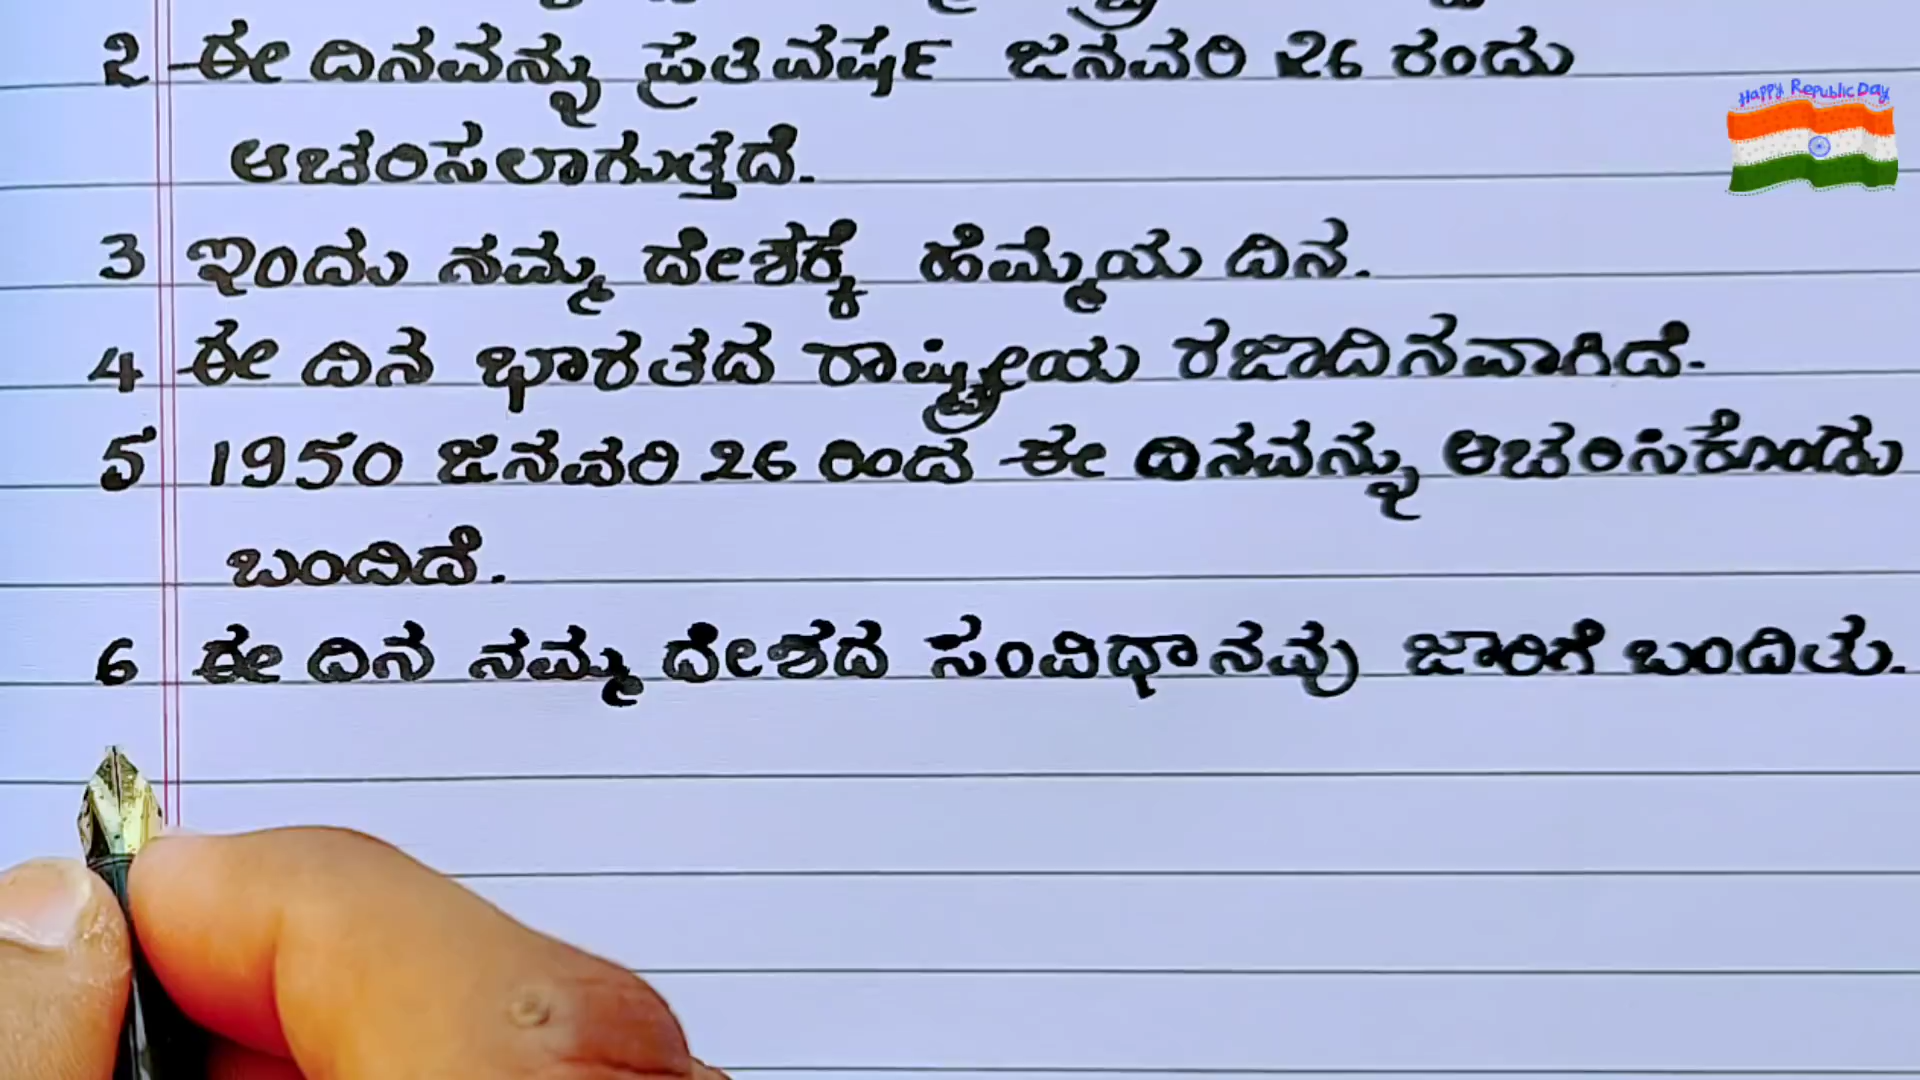 2 ಈ ದಿನವನ್ನು ಪ್ರತಿವರ್ಷ ಜನವರಿ 26 ರಂದು
ಆಚರಿಸಲಾಗುತ್ತದೆ.
Happy Republic Day
3 ಇಂದು ನಮ್ಮ ದೇಶಕ್ಕೆ ಹೆಮ್ಮೆಯ ದಿನ.
4 ಈ ದಿನ ಭಾರತದ ರಾಷ್ಟ್ರೀಯ ರಜಾದಿನವಾಗಿದೆ.
5 1950 ಜನವರಿ 26 ರಿಂದ ಈ ದಿನವನ್ನು ಆಚರಿಸಿಕೊಂಡು
ಬಂದಿದೆ.
6 ಈ ದಿನ ನಮ್ಮ ದೇಶದ ಸಂವಿಧಾನವು ಜಾರಿಗೆ ಬಂದಿತು.